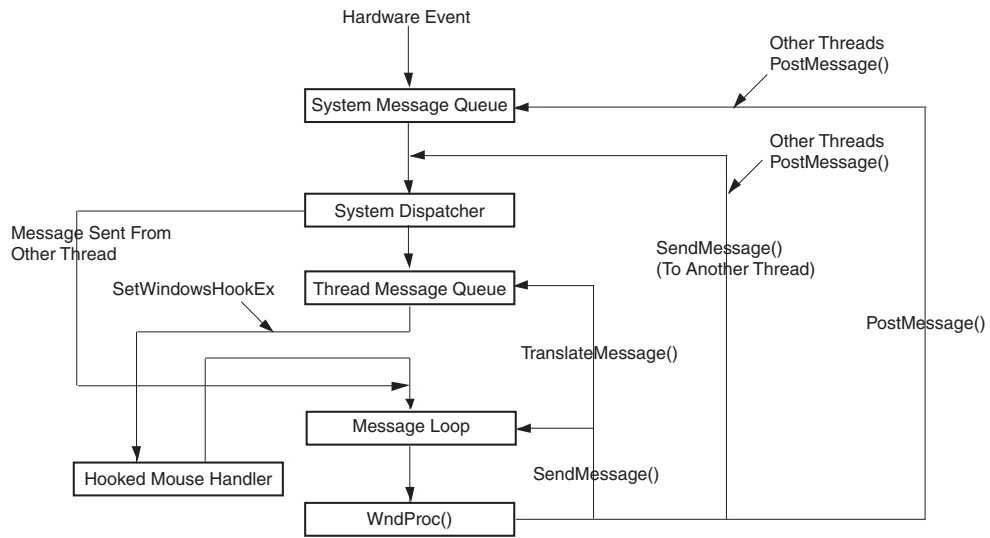 Hardware Event
Other Threads
PostMessage()
System Message Queue
Other Threads
PostMessage()
System Dispatcher
Message Sent From
Other Thread
SendMessage()
(To Another Thread)
SetWindowsHookEx
Thread Message Queue
PostMessage()
TranslateMessage()
Message Loop
Hooked Mouse Handler
SendMessage()
WndProc()